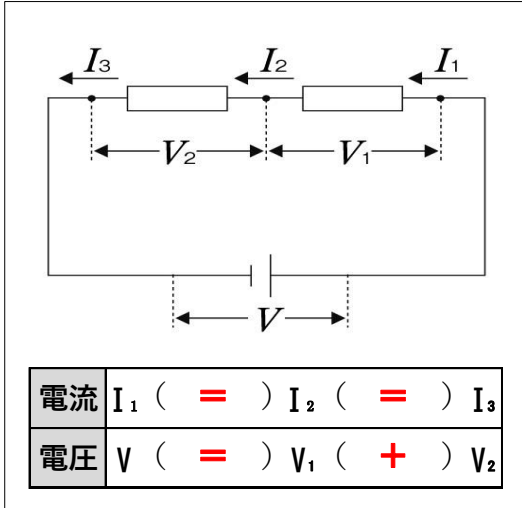 I3 I2 I1
V2 V1
V
電流 I1 ( = ) I2 ( = ) I3
電圧 V ( = ) V1 ( + ) V2